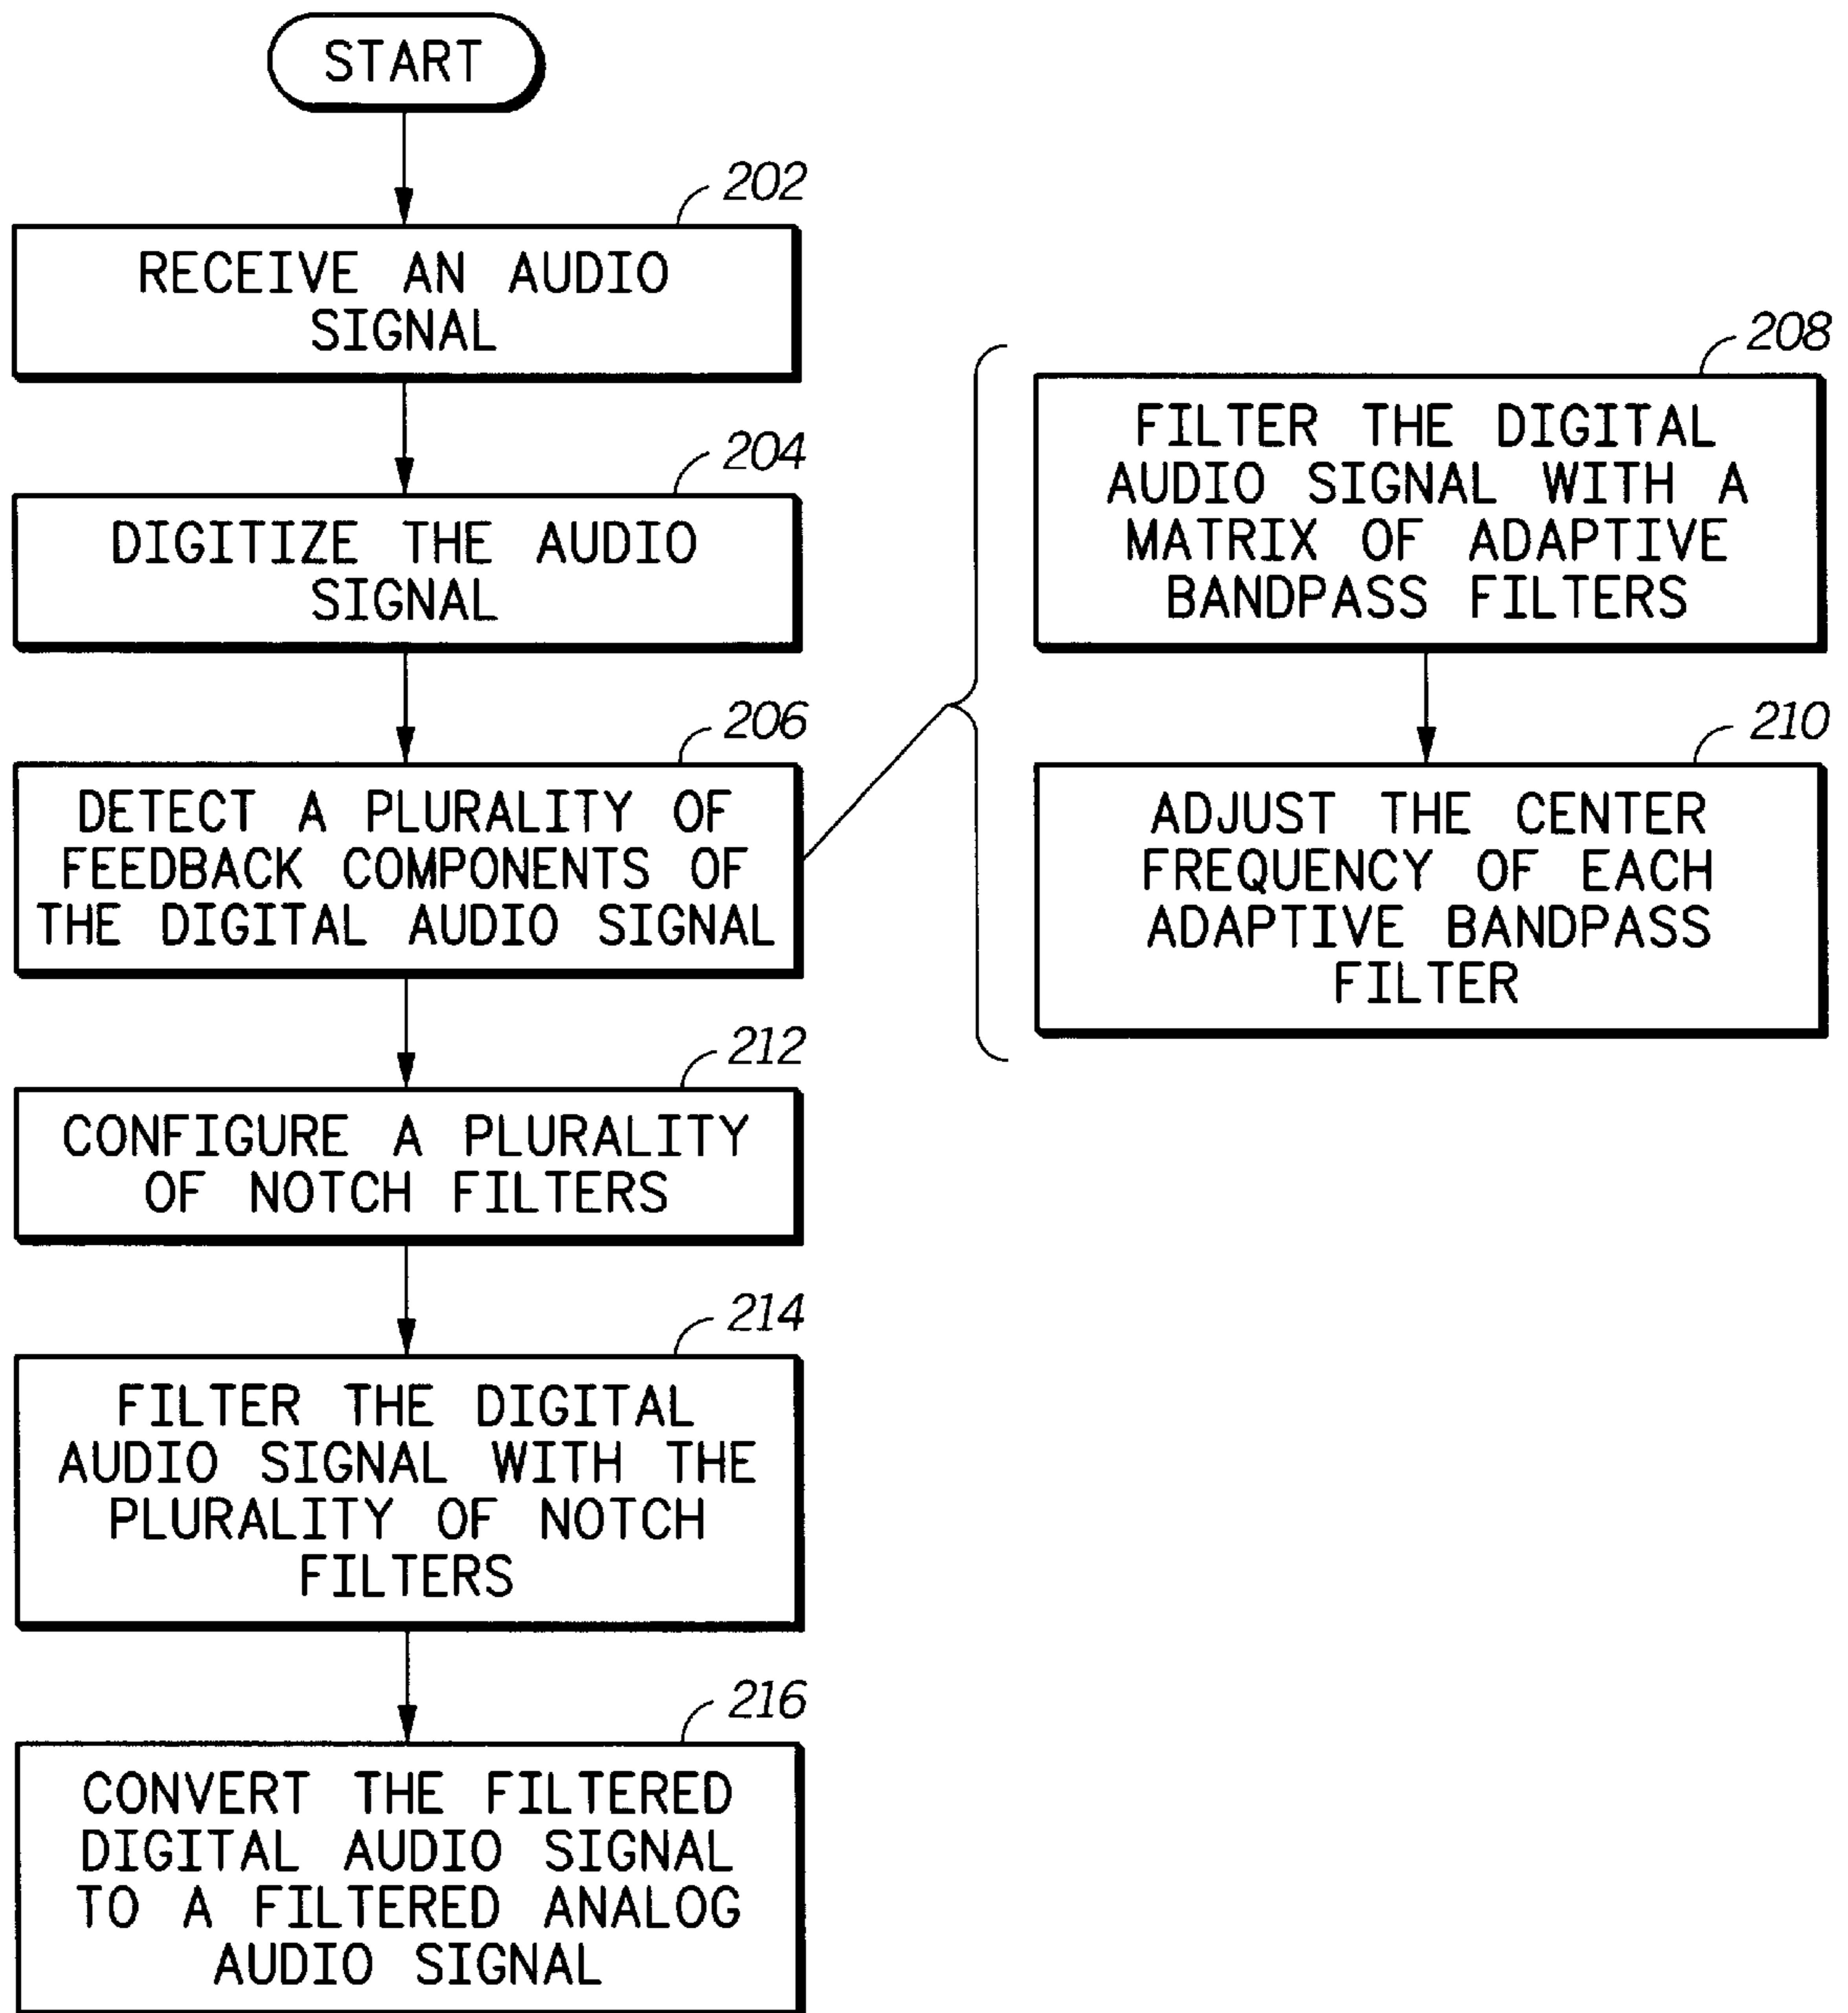 START
202
RECEIVE AN AUDIO
SIGNAL
204
DIGITIZE THE AUDIO
SIGNAL
206
DETECT A PLURALITY OF
FEEDBACK COMPONENTS OF
THE DIGITAL AUDIO SIGNAL
208
FILTER THE DIGITAL
AUDIO SIGNAL WITH A
MATRIX OF ADAPTIVE
BANDPASS FILTERS
210
ADJUST THE CENTER
FREQUENCY OF EACH
ADAPTIVE BANDPASS
FILTER
212
CONFIGURE A PLURALITY
OF NOTCH FILTERS
214
FILTER THE DIGITAL
AUDIO SIGNAL WITH THE
PLURALITY OF NOTCH
FILTERS
216
CONVERT THE FILTERED
DIGITAL AUDIO SIGNAL
TO A FILTERED ANALOG
AUDIO SIGNAL